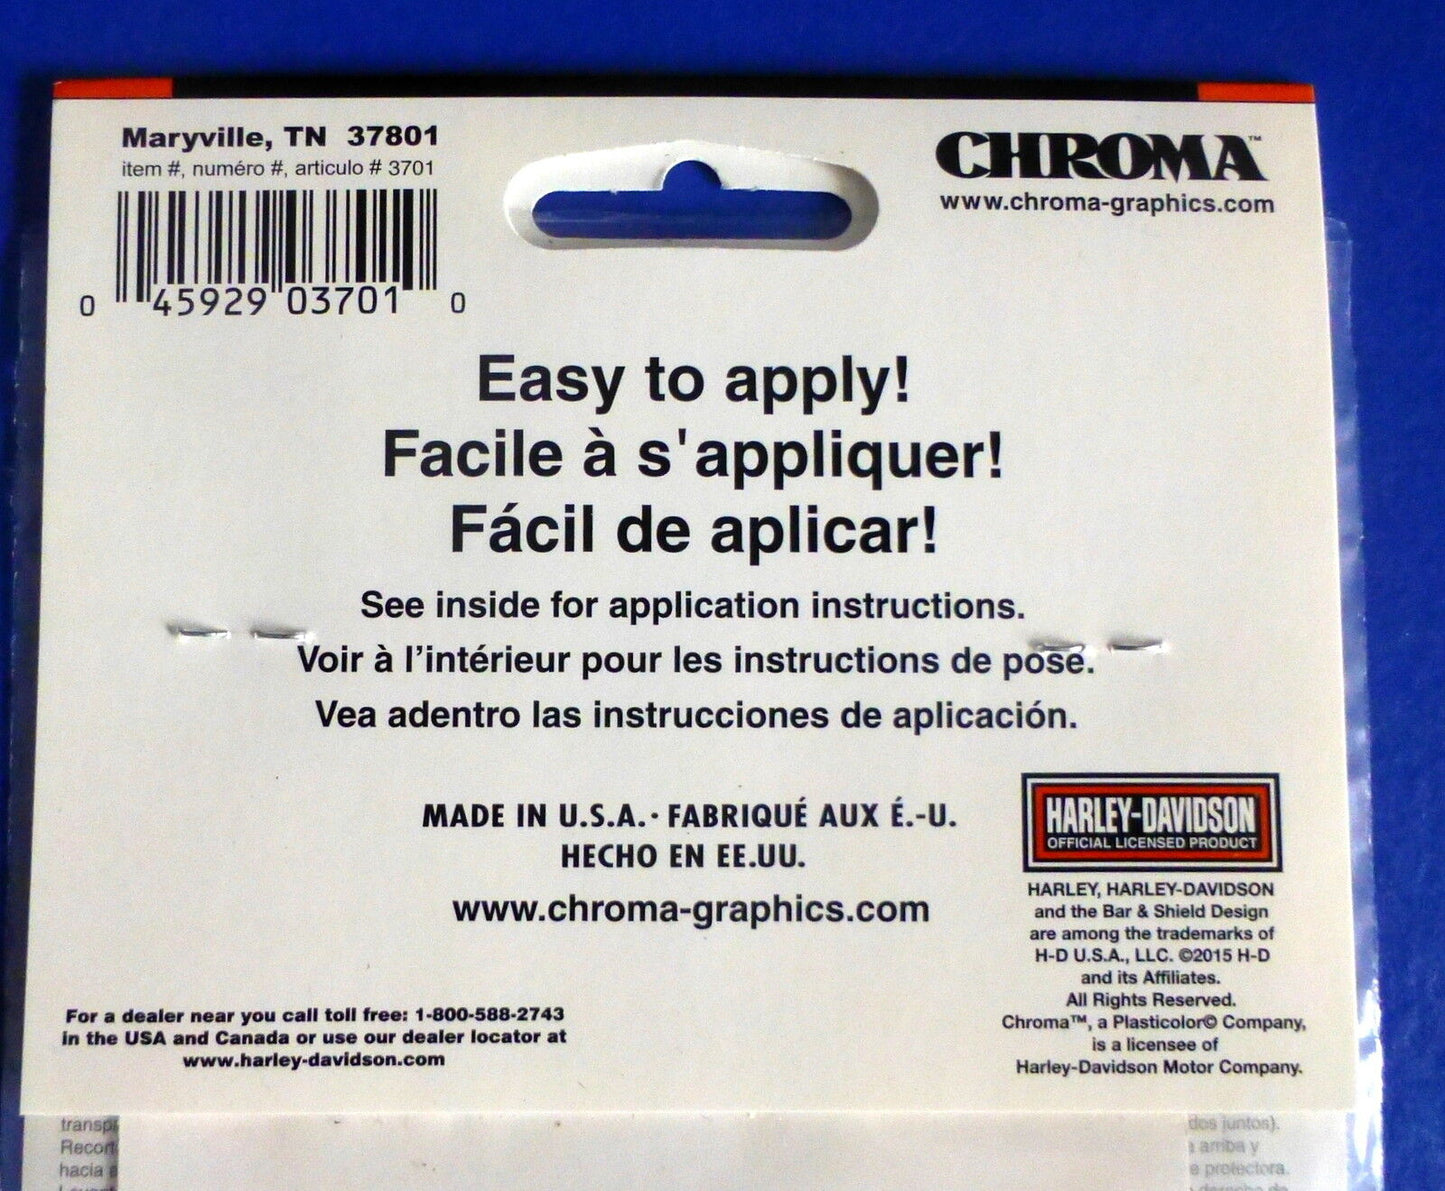 Maryville, TN 37801
item #, numéro #, articulo # 3701
0 45929 03701 0
CHROMA™
www.chroma-graphics.com
Easy to apply!
Facile à s'appliquer!
Fácil de aplicar!
See inside for application instructions.
Voir à l'intérieur pour les instructions de pose.
Vea adentro las instrucciones de aplicación.
MADE IN U.S.A. · FABRIQUÉ AUX É.-U.
HECHO EN EE.UU.
www.chroma-graphics.com
HARLEY-DAVIDSON
OFFICIAL LICENSED PRODUCT
HARLEY, HARLEY-DAVIDSON
and the Bar & Shield Design
are among the trademarks of
H-D U.S.A., LLC. ©2015 H-D
and its Affiliates.
All Rights Reserved.
Chroma™, a Plasticolor© Company,
is a licensee of
Harley-Davidson Motor Company.
For a dealer near you call toll free: 1-800-588-2743
in the USA and Canada or use our dealer locator at
www.harley-davidson.com
dos juntos).
hacia
arriba y
protectora.